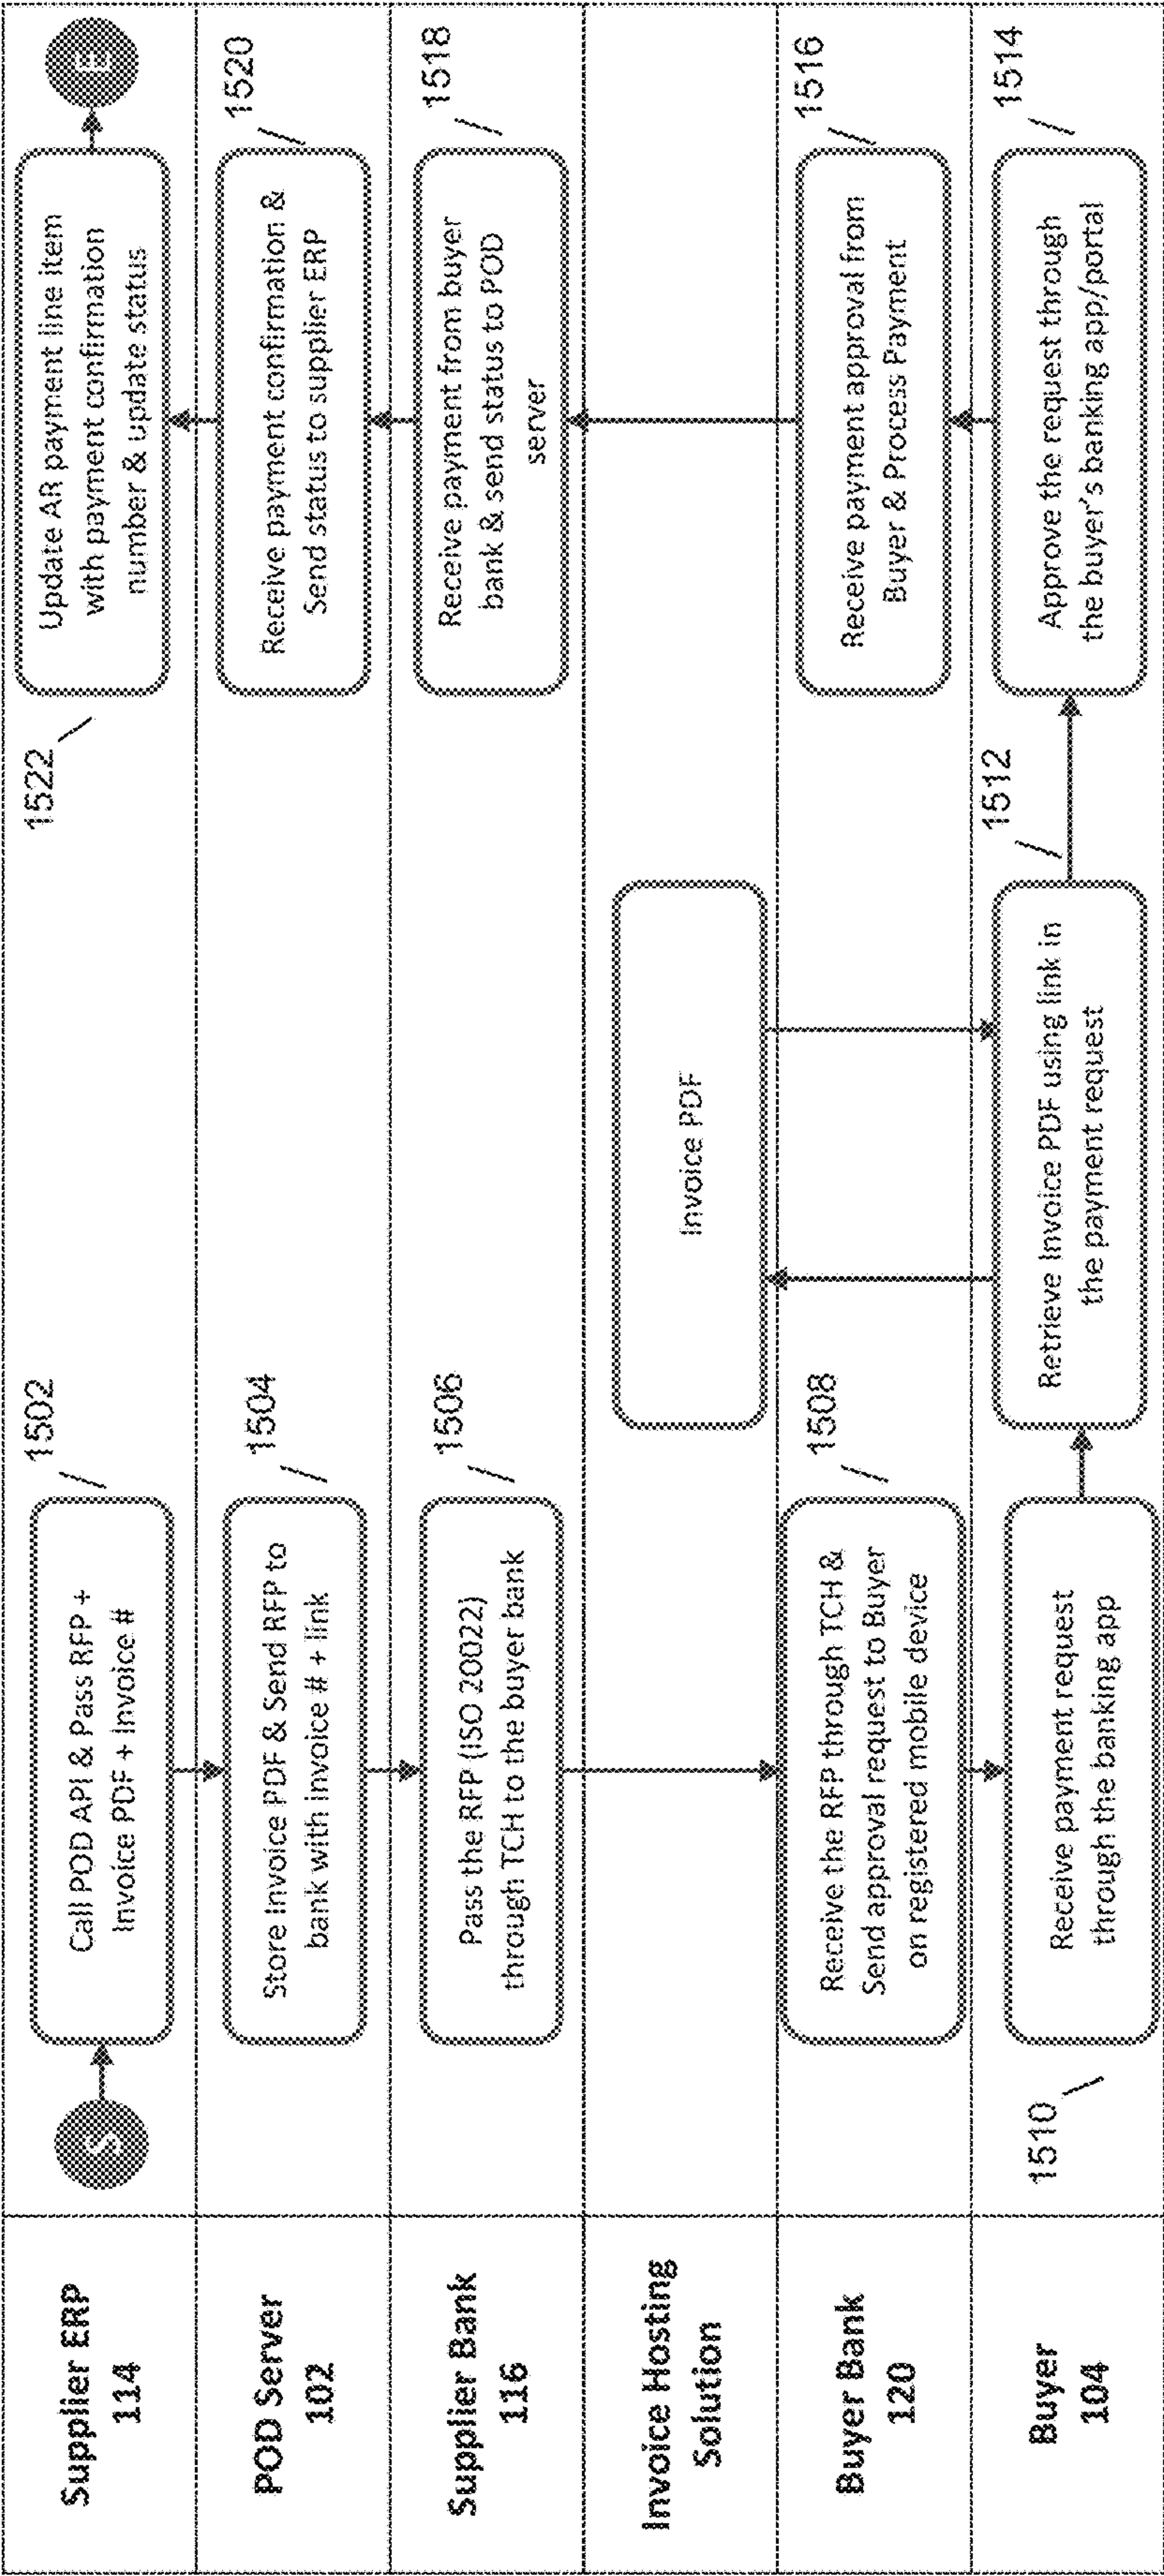 Supplier ERP
114
S
Call POD API & Pass RFP +
Invoice PDF + Invoice #
1502
1522
Update AR payment line item
with payment confirmation
number & update status
E
POD Server
102
Store Invoice PDF & Send RFP to
bank with invoice # + link
1504
Receive payment confirmation &
Send status to supplier ERP
1520
Supplier Bank
116
Pass the RFP (ISO 20022)
through TCH to the buyer bank
1506
Receive payment from buyer
bank & send status to POD
server
1518
Invoice Hosting
Solution
Invoice PDF
Buyer Bank
120
Receive the RFP through TCH &
Send approval request to Buyer
on registered mobile device
1508
Receive payment approval from
Buyer & Process Payment
1516
Buyer
104
1510
Receive payment request
through the banking app
Retrieve Invoice PDF using link in
the payment request
1512
Approve the request through
the buyer's banking app/portal
1514